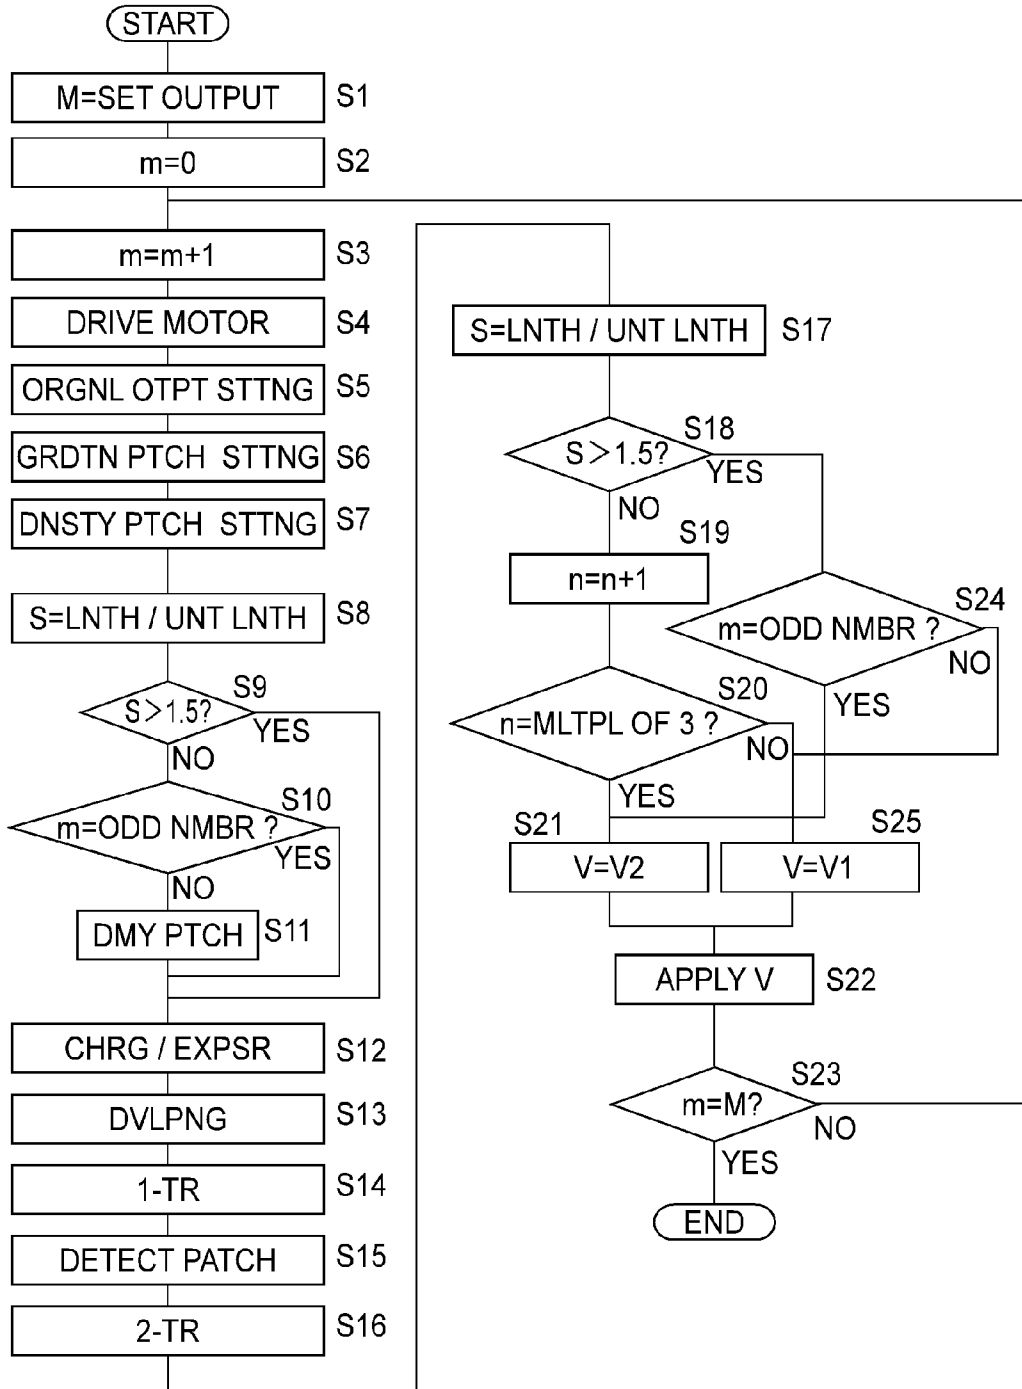 START
M=SET OUTPUT S1
m=0 S2
m=m+1 S3
DRIVE MOTOR S4
ORGNL OTPT STTNG S5
GRDTN PTCH STTNG S6
DNSTY PTCH STTNG S7
S=LNTH / UNT LNTH S8
S>1.5? S9
YES
NO
m=ODD NMBR ? S10
YES
NO
DMY PTCH S11
CHRG / EXPSR S12
DVLPNG S13
1-TR S14
DETECT PATCH S15
2-TR S16
S=LNTH / UNT LNTH S17
S>1.5? S18
YES
NO
S19
n=n+1
m=ODD NMBR ? S24
NO
YES
n=MLTPL OF 3 ? S20
NO
YES
S21
V=V2
S25
V=V1
APPLY V S22
m=M? S23
NO
YES
END